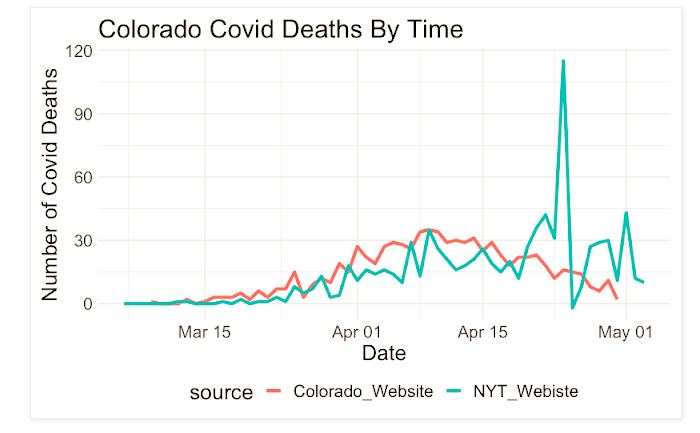 Colorado Covid Deaths By Time
Number of Covid Deaths
120
90
60
30
0
Mar 15 Apr 01 Apr 15 May 01
Date
source Colorado_Website NYT_Webiste